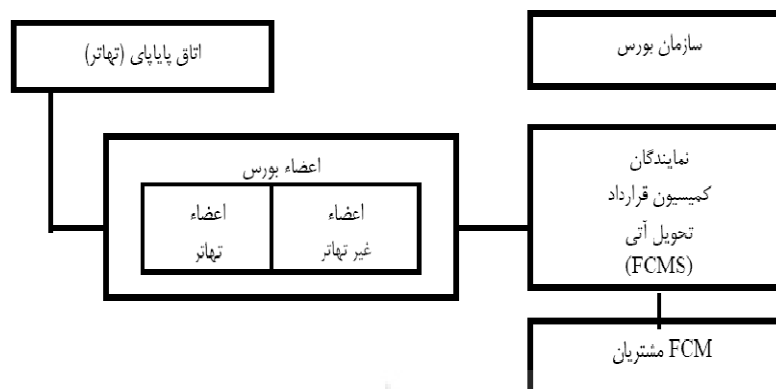 سازمان بورس
اتاق پایاپای (تهاتر)
نمایندگان
کمیسیون قرارداد
تحویل آتی
(FCMS)
اعضاء بورس
اعضاء
غیر تهاتر
اعضاء
تهاتر
FCM مشتریان